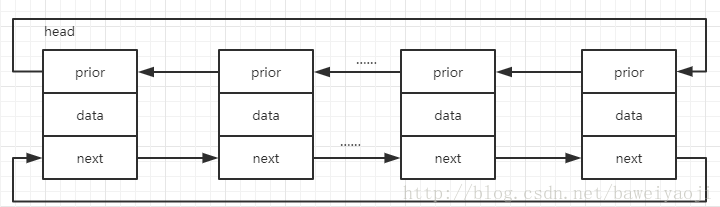 head
prior
prior
......
prior
prior
data
data
data
data
next
next
......
next
next
http://blog.csdn.net/baweiyaoji